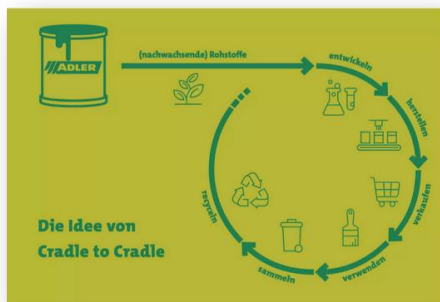 ADLER
(nachwachsende) Rohstoffe
entwickeln
herstellen
verkaufen
verwenden
sammeln
recyceln
Die Idee von
Cradle to Cradle